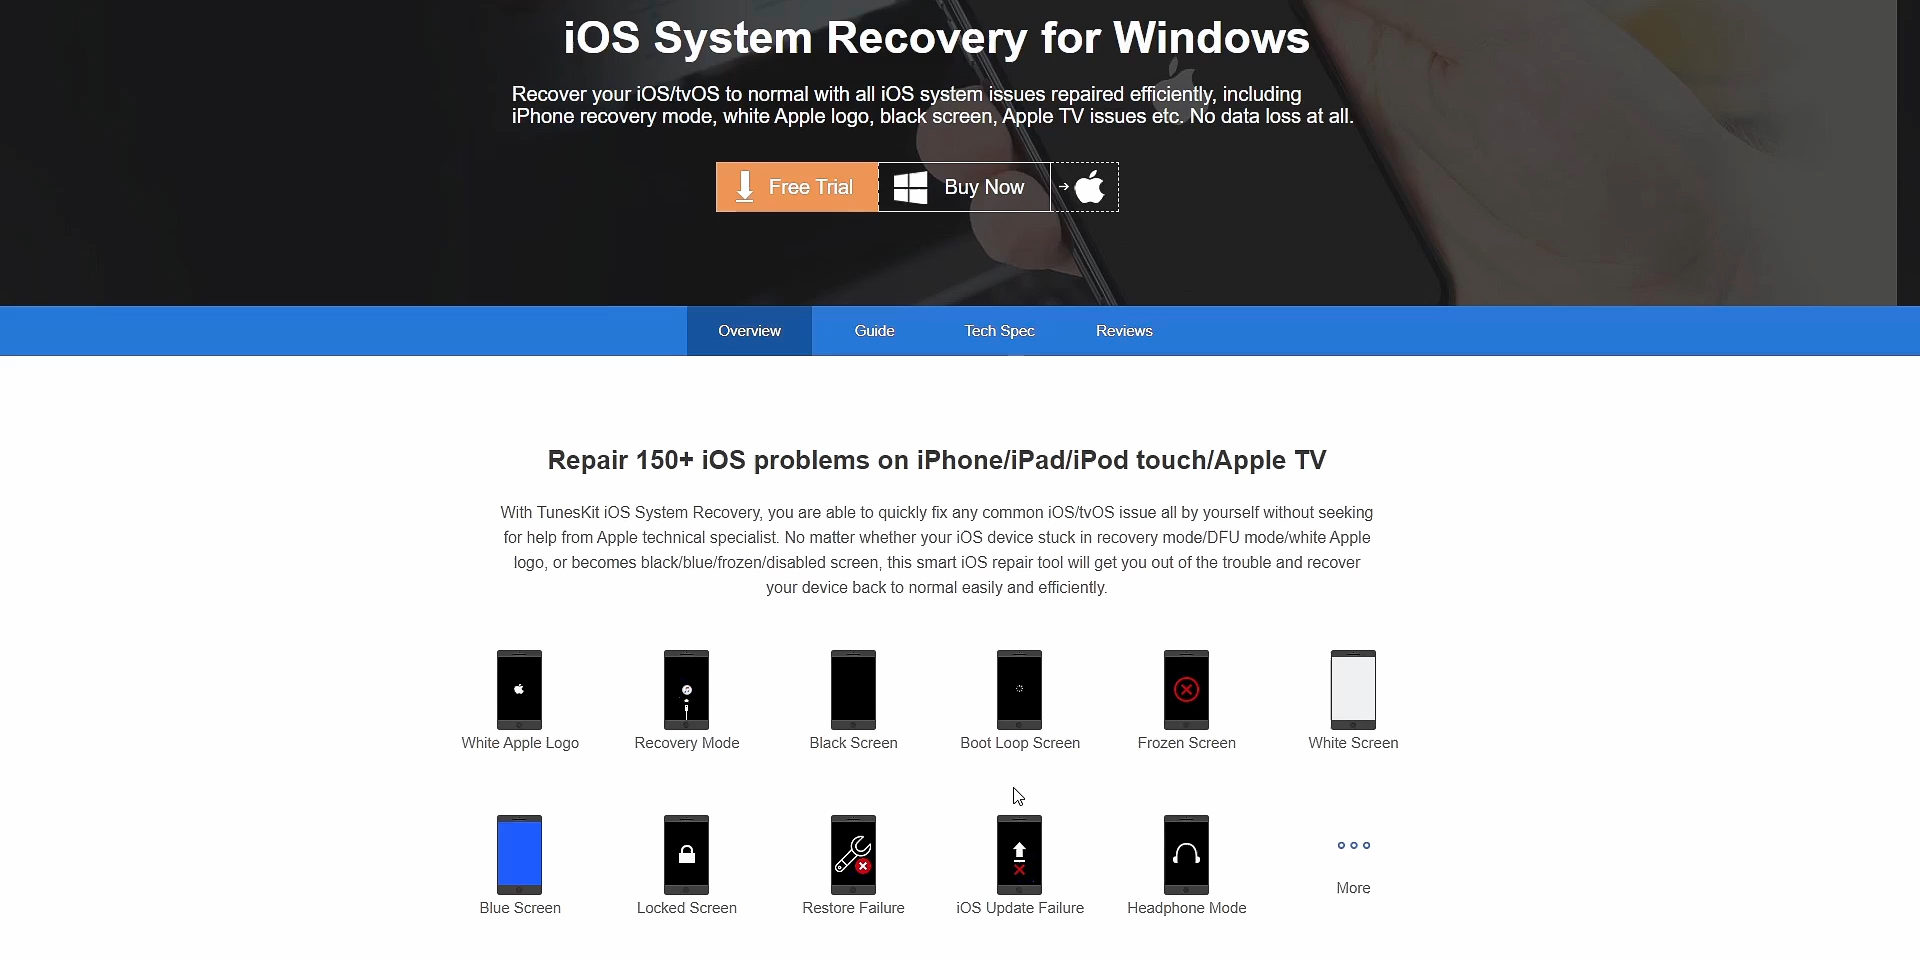 iOS System Recovery for Windows
Recover your iOS/tvOS to normal with all iOS system issues repaired efficiently, including
iPhone recovery mode, white Apple logo, black screen, Apple TV issues etc. No data loss at all.
Free Trial
Buy Now
Overview
Guide
Tech Spec
Reviews
Repair 150+ iOS problems on iPhone/iPad/iPod touch/Apple TV
With TunesKit iOS System Recovery, you are able to quickly fix any common iOS/tvOS issue all by yourself without seeking
for help from Apple technical specialist. No matter whether your iOS device stuck in recovery mode/DFU mode/white Apple
logo, or becomes black/blue/frozen/disabled screen, this smart iOS repair tool will get you out of the trouble and recover
your device back to normal easily and efficiently.
White Apple Logo
Recovery Mode
Black Screen
Boot Loop Screen
Frozen Screen
White Screen
Blue Screen
Locked Screen
Restore Failure
iOS Update Failure
Headphone Mode
More